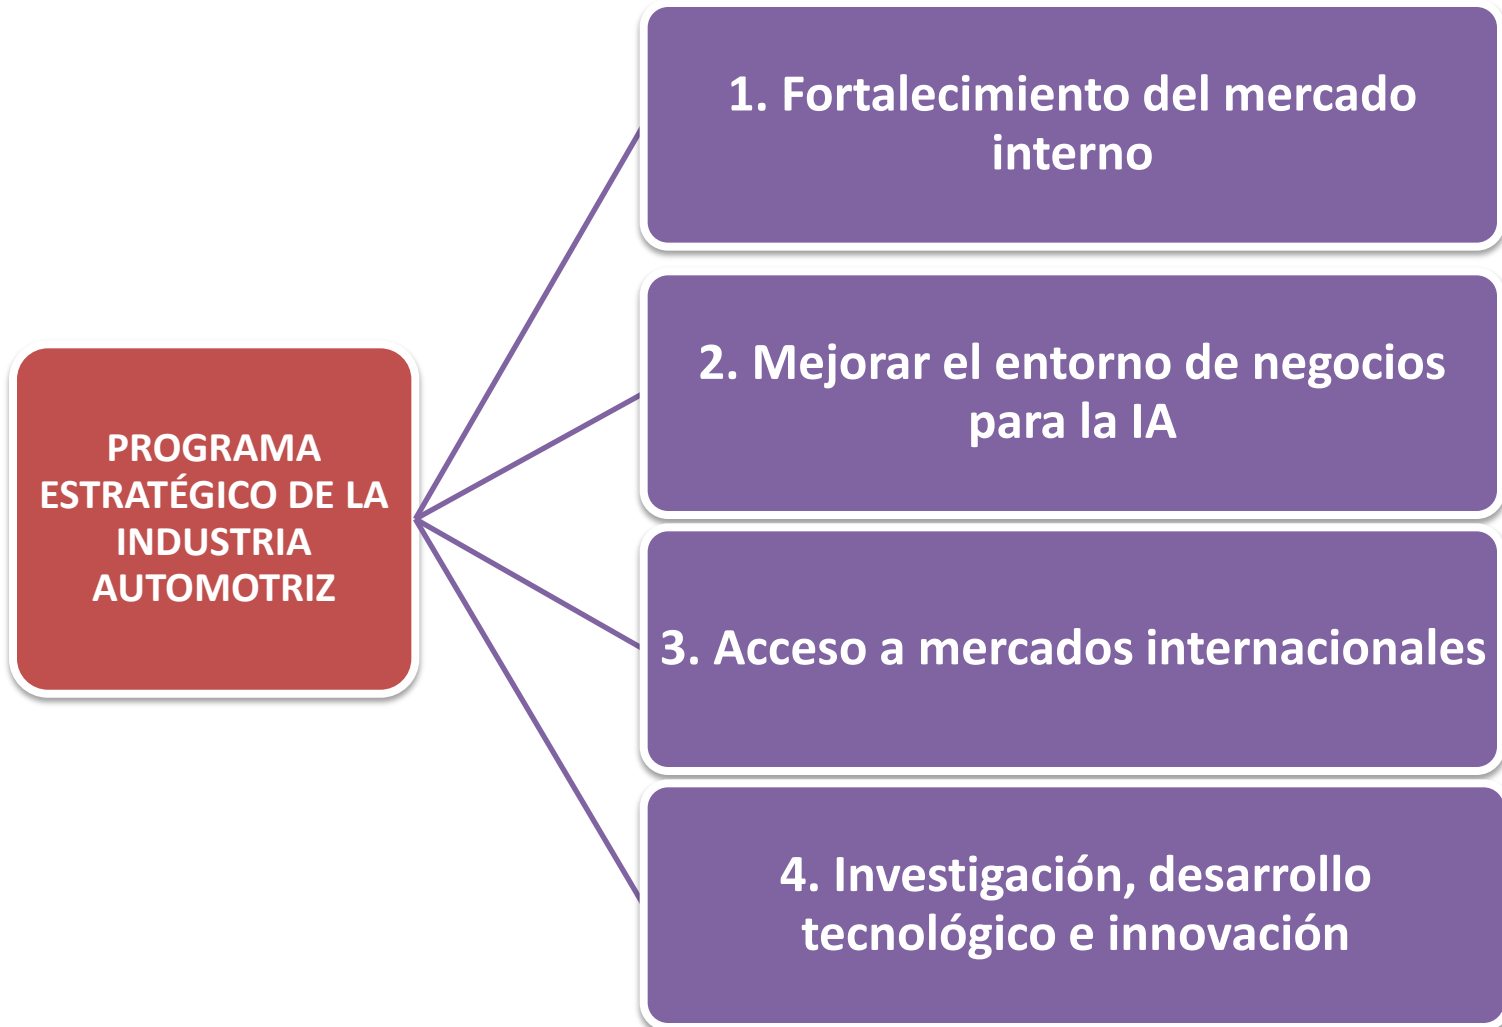 PROGRAMA
ESTRATÉGICO DE LA
INDUSTRIA
AUTOMOTRIZ
1. Fortalecimiento del mercado
interno
2. Mejorar el entorno de negocios
para la IA
3. Acceso a mercados internacionales
4. Investigación, desarrollo
tecnológico e innovación